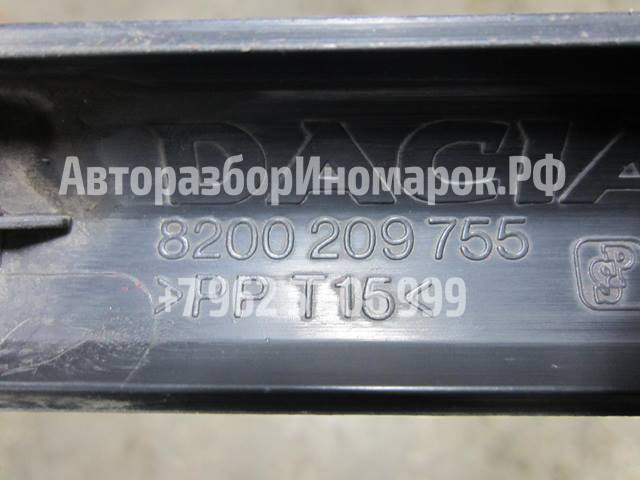 DACIA
АвторазборИномарок.РФ
8200 209 755
>PP T15<